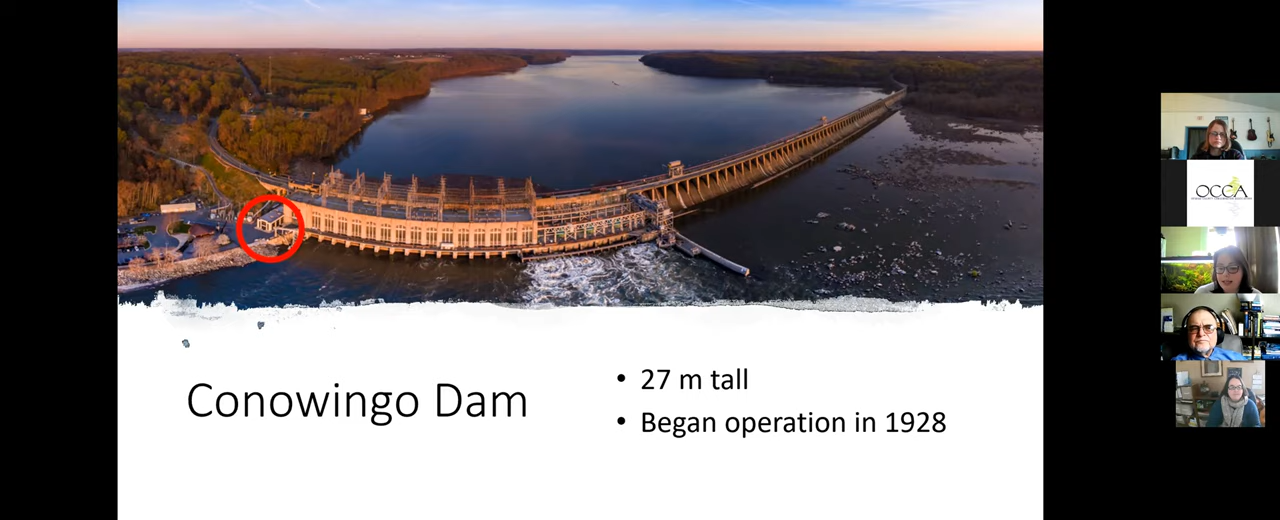 Conowingo Dam
• 27 m tall
• Began operation in 1928
OCCA